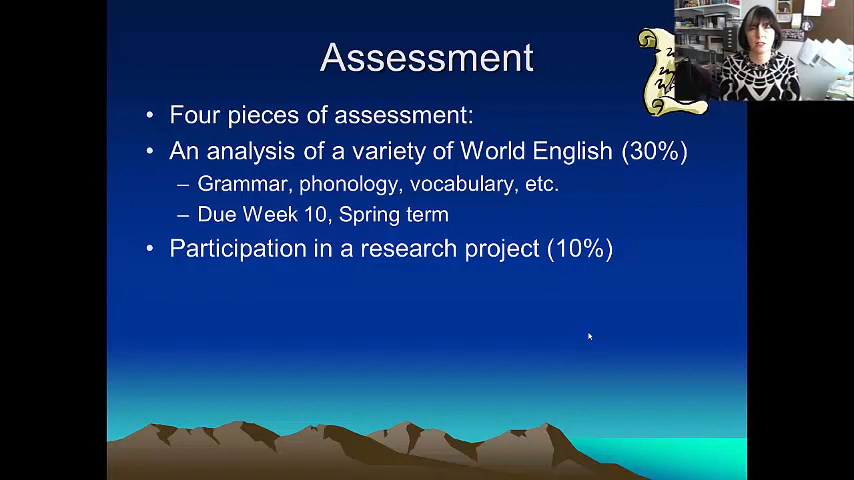 Assessment
• Four pieces of assessment:
• An analysis of a variety of World English (30%)
– Grammar, phonology, vocabulary, etc.
– Due Week 10, Spring term
• Participation in a research project (10%)